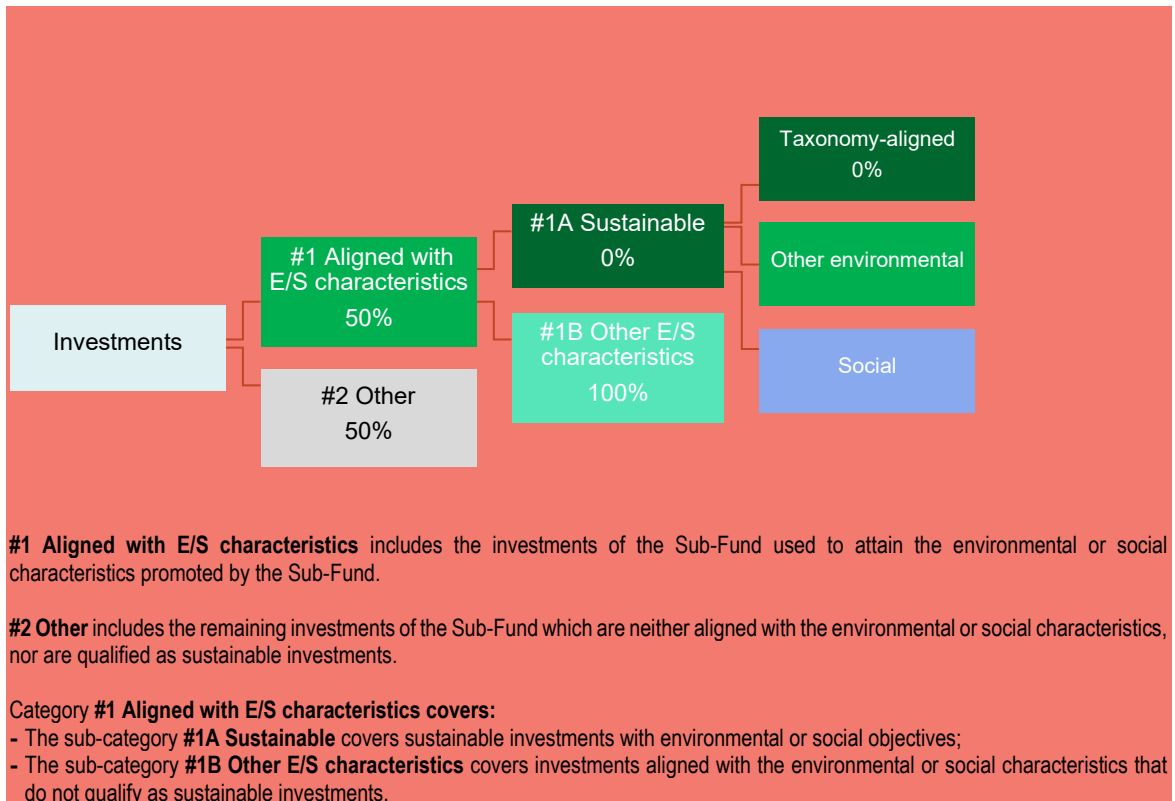 Taxonomy-aligned
0%
#1A Sustainable
0%
#1 Aligned with
E/S characteristics
50%
Other environmental
Investments
#1B Other E/S
characteristics
100%
Social
#2 Other
50%
#1 Aligned with E/S characteristics includes the investments of the Sub-Fund used to attain the environmental or social
characteristics promoted by the Sub-Fund.
#2 Other includes the remaining investments of the Sub-Fund which are neither aligned with the environmental or social characteristics,
nor are qualified as sustainable investments.
Category #1 Aligned with E/S characteristics covers:
- The sub-category #1A Sustainable covers sustainable investments with environmental or social objectives;
- The sub-category #1B Other E/S characteristics covers investments aligned with the environmental or social characteristics that
do not qualify as sustainable investments.